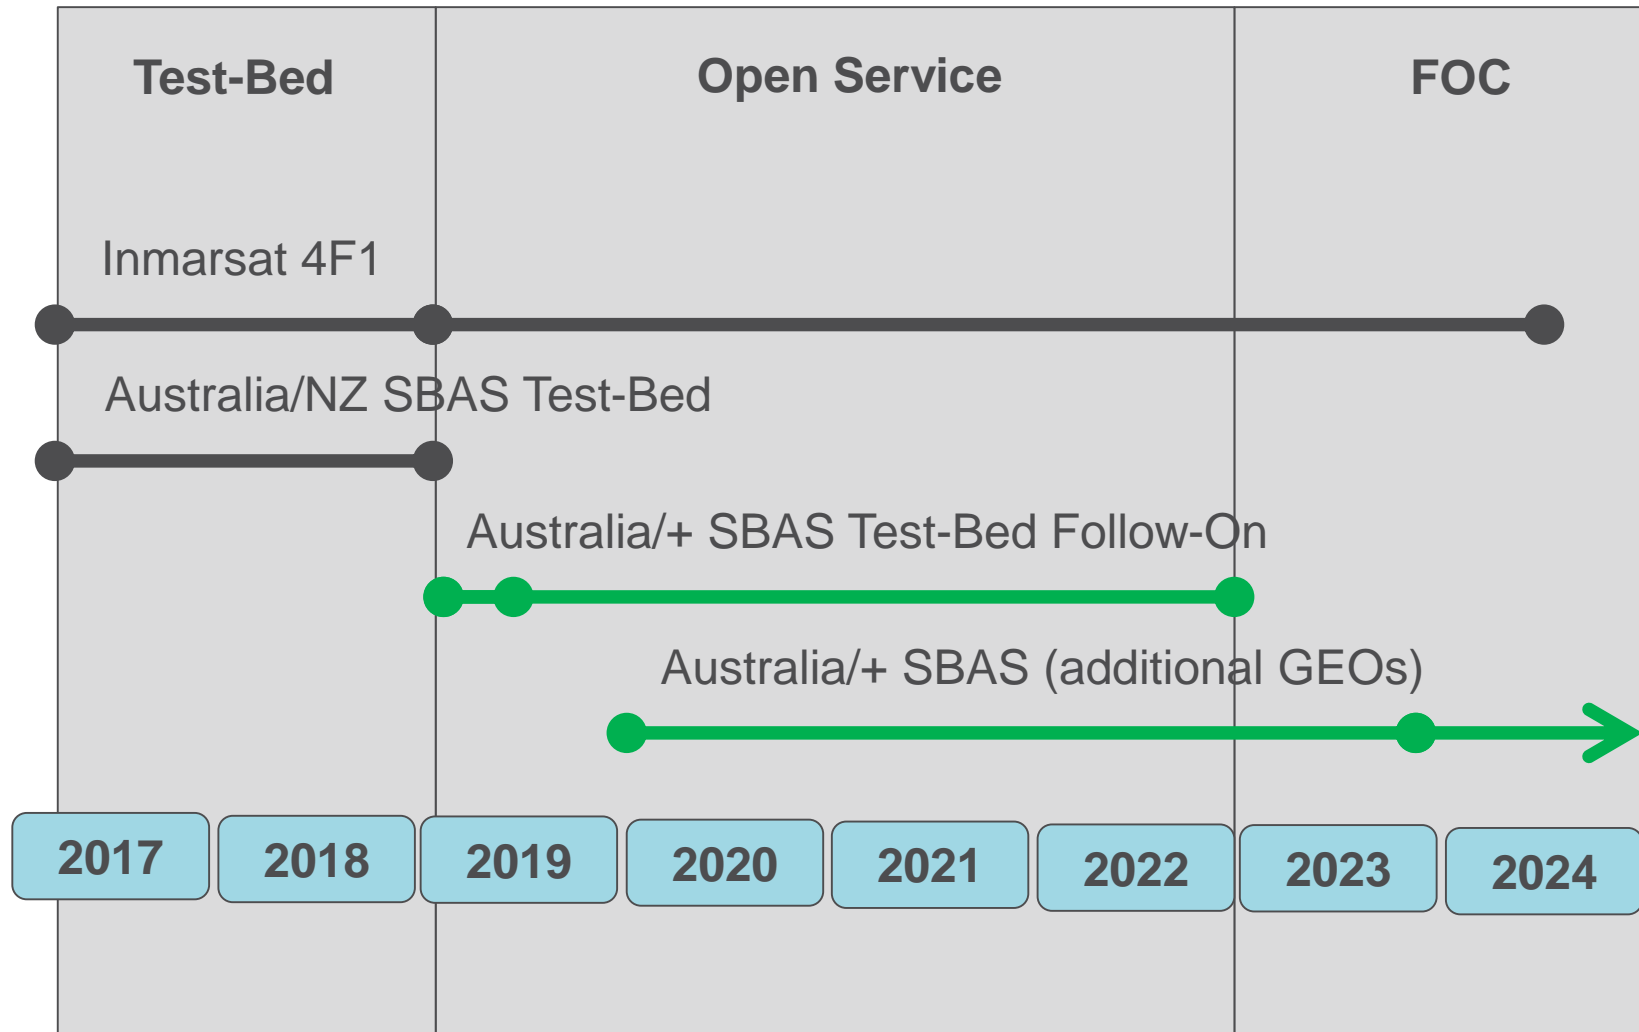 Test-Bed
Open Service
FOC
Inmarsat 4F1
Australia/NZ SBAS Test-Bed
Australia/+ SBAS Test-Bed Follow-On
Australia/+ SBAS (additional GEOs)
2017
2018
2019
2020
2021
2022
2023
2024